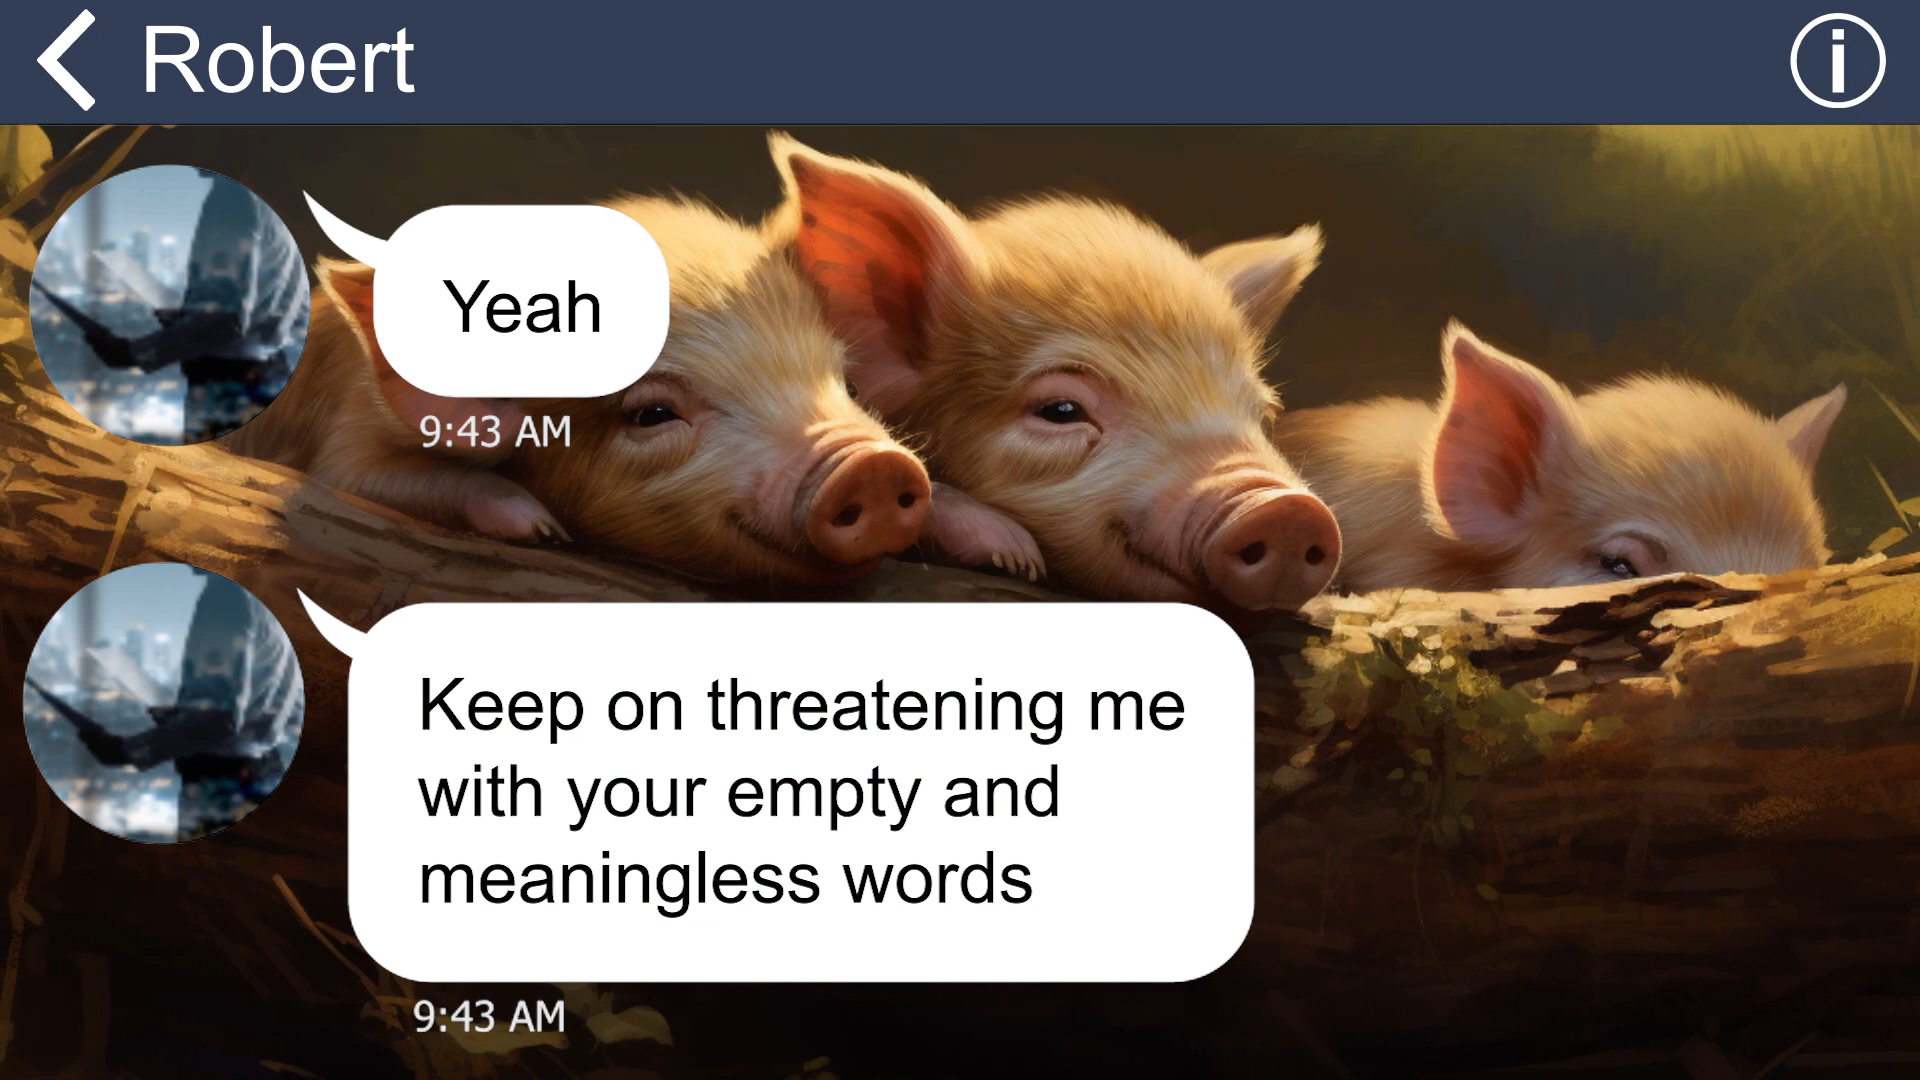 Robert
Yeah
9:43 AM
Keep on threatening me
with your empty and
meaningless words
9:43 AM